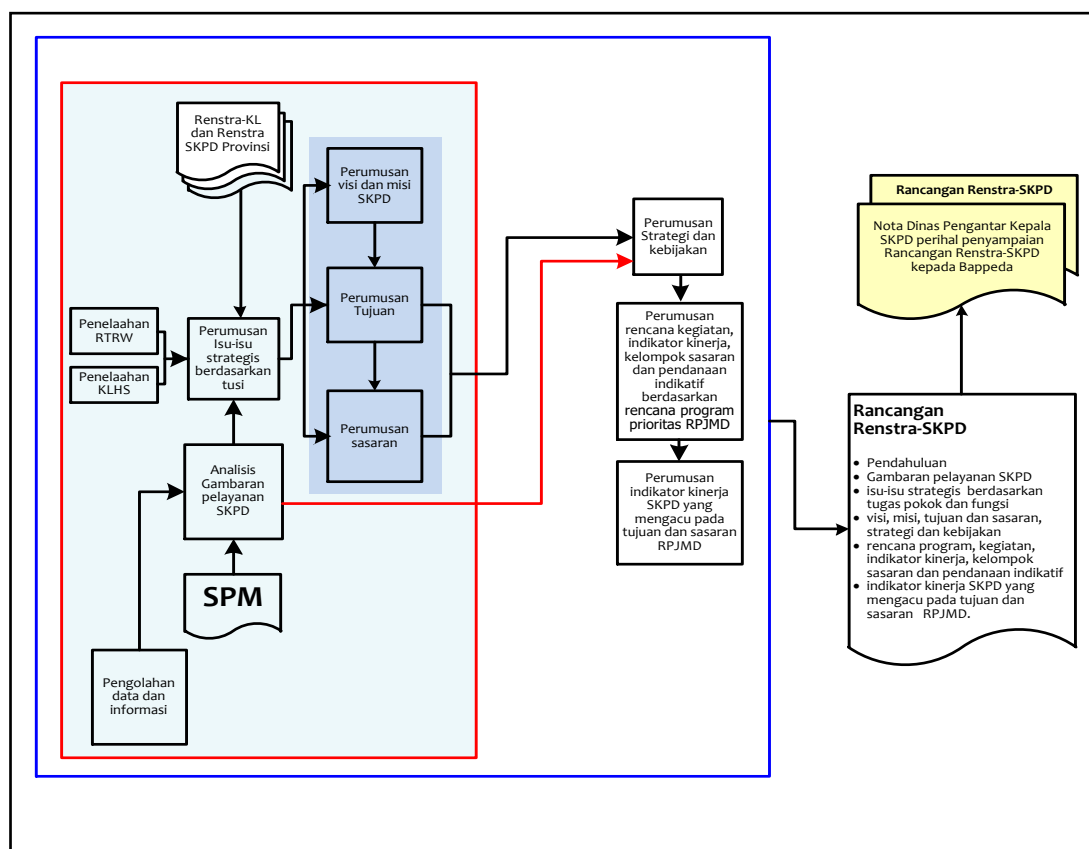 Renstra-KL
dan Renstra
SKPD Provinsi
Perumusan
visi dan misi
SKPD
Perumusan
Tujuan
Perumusan
sasaran
Penelaahan
RTRW
Penelaahan
KLHS
Perumusan
Isu-isu
strategis
berdasarkan
tusi
Analisis
Gambaran
pelayanan
SKPD
SPM
Pengolahan
data dan
informasi
Perumusan
Strategi dan
kebijakan
Perumusan
rencana kegiatan,
indikator kinerja,
kelompok sasaran
dan pendanaan
indikatif
berdasarkan
rencana program
prioritas RPJMD
Perumusan
indikator kinerja
SKPD yang
mengacu pada
tujuan dan sasaran
RPJMD
Rancangan Renstra-SKPD
Nota Dinas Pengantar Kepala
SKPD perihal penyampaian
Rancangan Renstra-SKPD
kepada Bappeda
Rancangan
Renstra-SKPD
• Pendahuluan
• Gambaran pelayanan SKPD
• isu-isu strategis berdasarkan
tugas pokok dan fungsi
• visi, misi, tujuan dan sasaran,
strategi dan kebijakan
• rencana program, kegiatan,
indikator kinerja, kelompok
sasaran dan pendanaan indikatif
• indikator kinerja SKPD yang
mengacu pada tujuan dan
sasaran RPJMD.